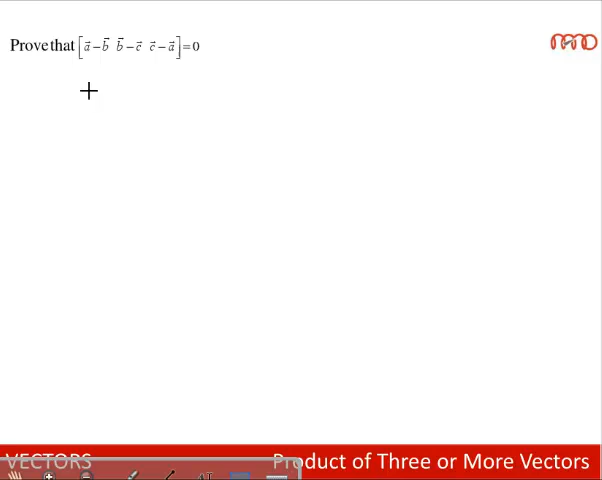 Prove that [a⃗ – b⃗  b⃗ – c⃗  c⃗ – a⃗] = 0
VECTORS
Product of Three or More Vectors